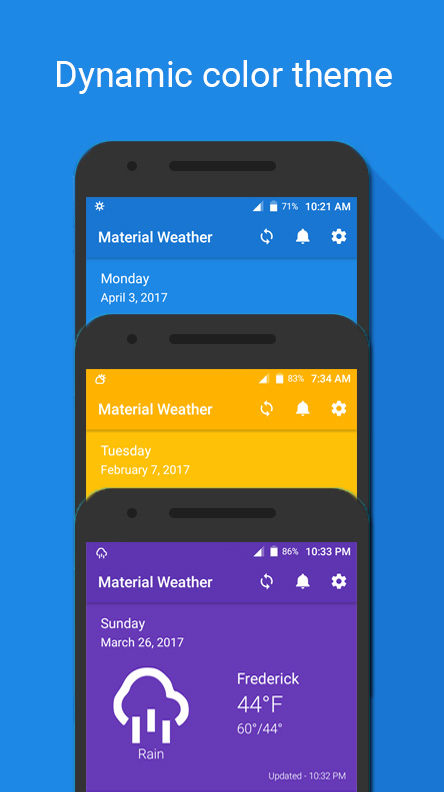 Dynamic color theme
71% 10:21 AM
Material Weather
Monday
April 3, 2017
83% 7:34 AM
Material Weather
Tuesday
February 7, 2017
86% 10:33 PM
Material Weather
Sunday
March 26, 2017
Frederick
44°F
60°/44°
Rain
Updated - 10:32 PM